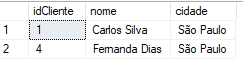 idCliente nome cidade
1 1 Carlos Silva São Paulo
2 4 Fernanda Dias São Paulo